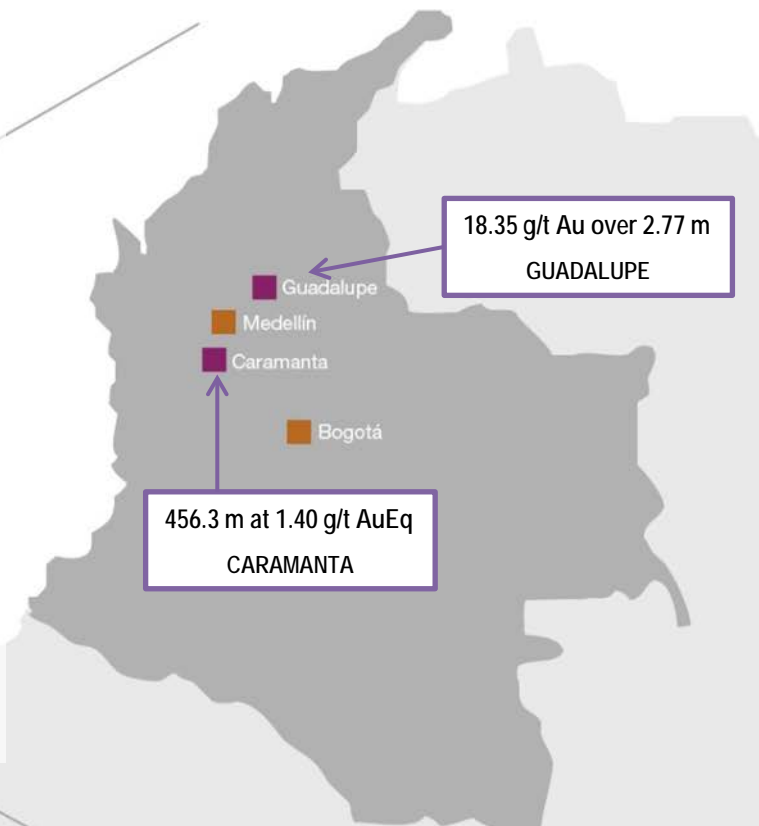 18.35 g/t Au over 2.77 m
GUADALUPE
Guadalupe
Medellín
Caramanta
Bogotá
456.3 m at 1.40 g/t AuEq
CARAMANTA